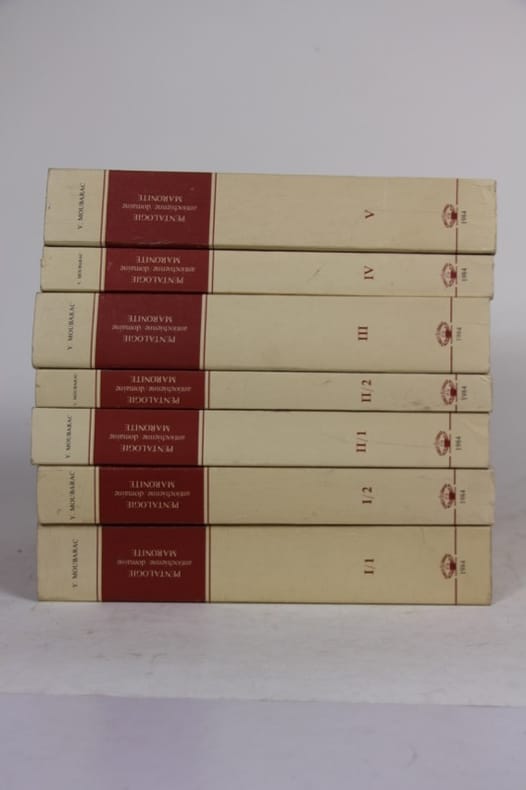 Y. MOUBARAC
PENTALOGIE
antiochienne domaine
MARONITE
V
1984
Y. MOUBARAC
PENTALOGIE
antiochienne domaine
MARONITE
IV
1984
Y. MOUBARAC
PENTALOGIE
antiochienne domaine
MARONITE
III
1984
Y. MOUBARAC
PENTALOGIE
antiochienne domaine
MARONITE
II/2
1984
Y. MOUBARAC
PENTALOGIE
antiochienne domaine
MARONITE
II/1
1984
Y. MOUBARAC
PENTALOGIE
antiochienne domaine
MARONITE
I/2
1984
Y. MOUBARAC
PENTALOGIE
antiochienne domaine
MARONITE
I/1
1984